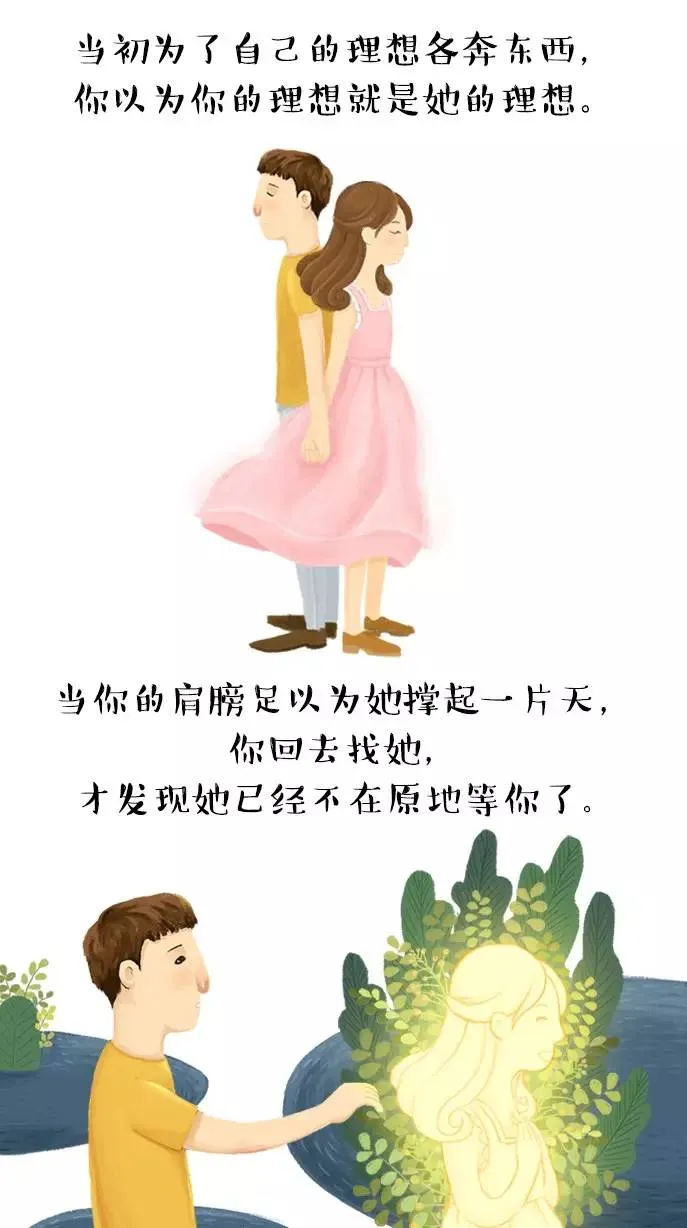 当初为了自己的理想各奔东西，
你以为你的理想就是她的理想。
当你的肩膀足以为她撑起一片天，
你回去找她，
才发现她已经不在原地等你了。